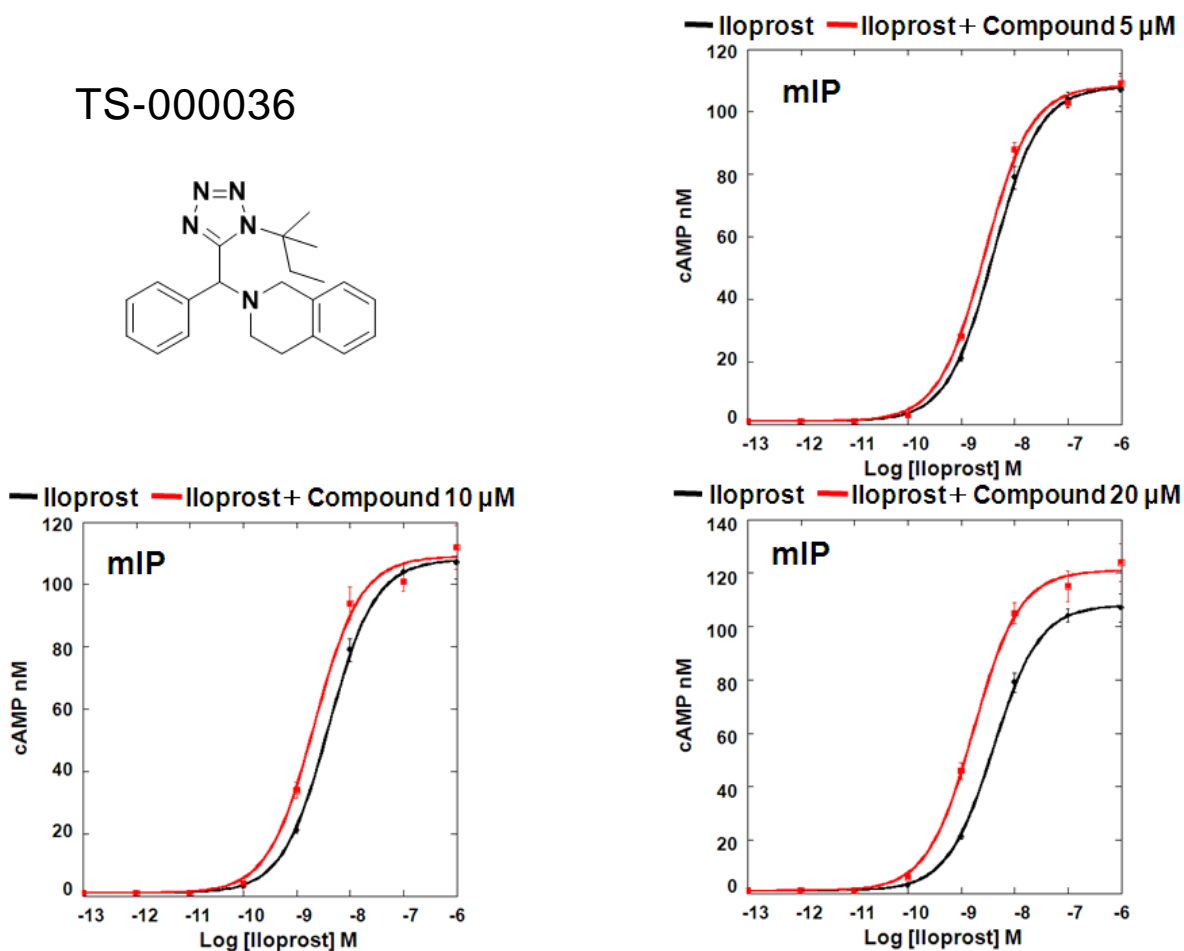 TS-000036
N=N
N N
N
Iloprost Iloprost + Compound 5 µM
mIP
120
100
80
60
40
20
0
cAMP nM
-13 -12 -11 -10 -9 -8 -7 -6
Log [Iloprost] M
Iloprost Iloprost + Compound 10 µM
mIP
120
100
80
60
40
20
0
cAMP nM
-13 -12 -11 -10 -9 -8 -7 -6
Log [Iloprost] M
Iloprost Iloprost + Compound 20 µM
mIP
140
120
100
80
60
40
20
0
cAMP nM
-13 -12 -11 -10 -9 -8 -7 -6
Log [Iloprost] M